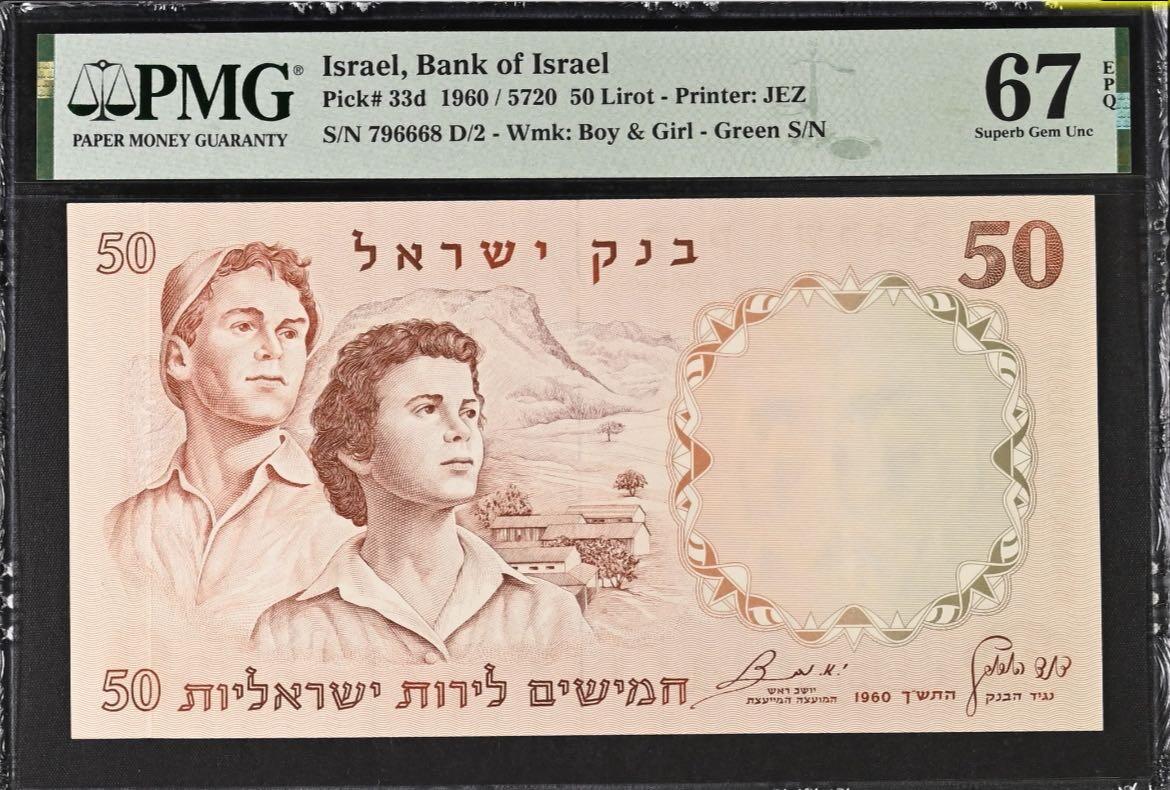 PMG®
PAPER MONEY GUARANTY
Israel, Bank of Israel
Pick# 33d 1960 / 5720 50 Lirot - Printer: JEZ
S/N 796668 D/2 - Wmk: Boy & Girl - Green S/N
67
EPQ
Superb Gem Unc
50
בנק ישראל
50
50 חמישים לירות ישראליות
יושב ראש
המועצה המייעצת
התש"ך 1960
נגיד הבנק